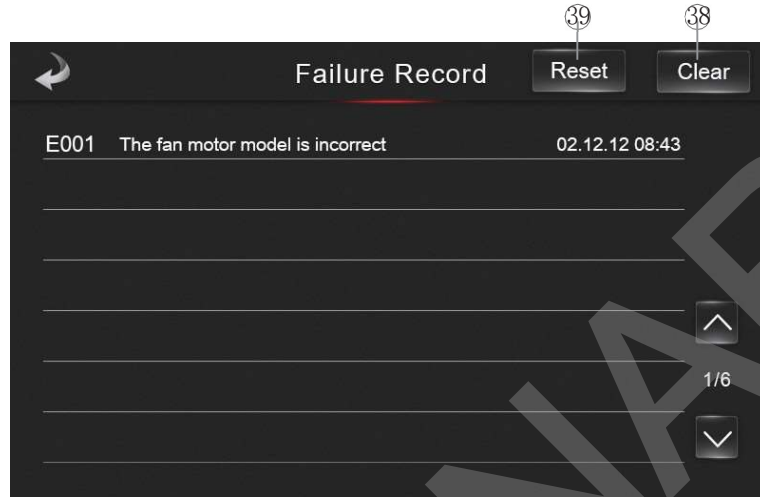 ㊴ ㊳
Failure Record Reset Clear
E001 The fan motor model is incorrect 02.12.12 08:43
1/6